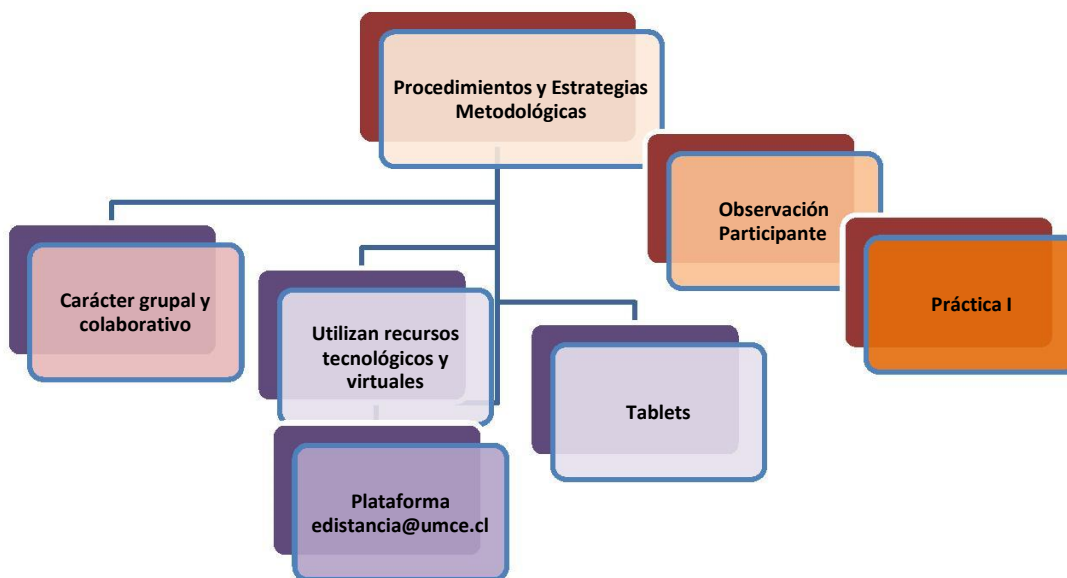 Procedimientos y Estrategias
Metodológicas
Observación
Participante
Práctica I
Carácter grupal y
colaborativo
Utilizan recursos
tecnológicos y
virtuales
Tablets
Plataforma
edistancia@umce.cl